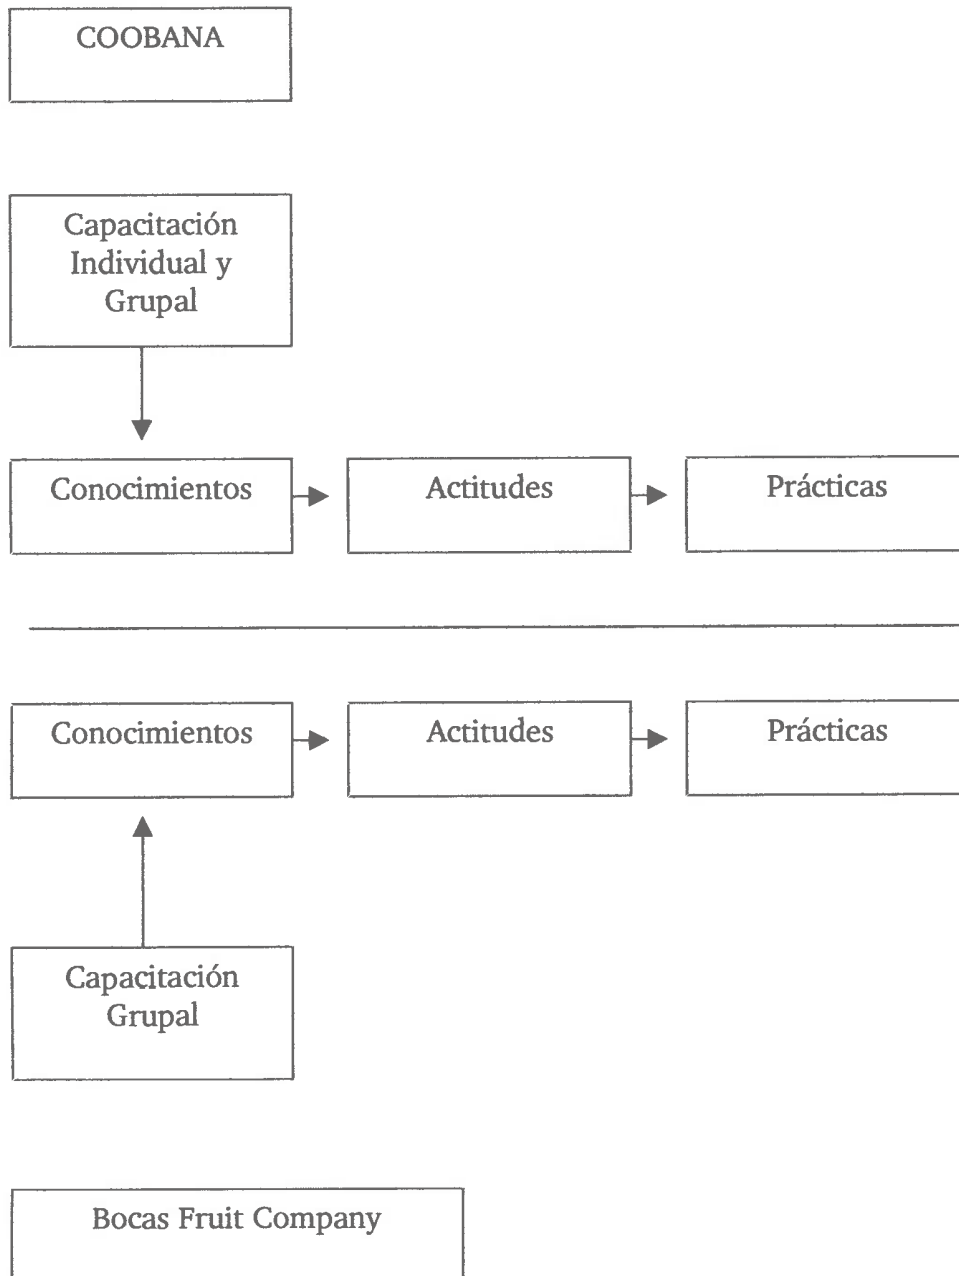 COOBANA
Capacitación
Individual y
Grupal
Conocimientos
Actitudes
Prácticas
Conocimientos
Actitudes
Prácticas
Capacitación
Grupal
Bocas Fruit Company